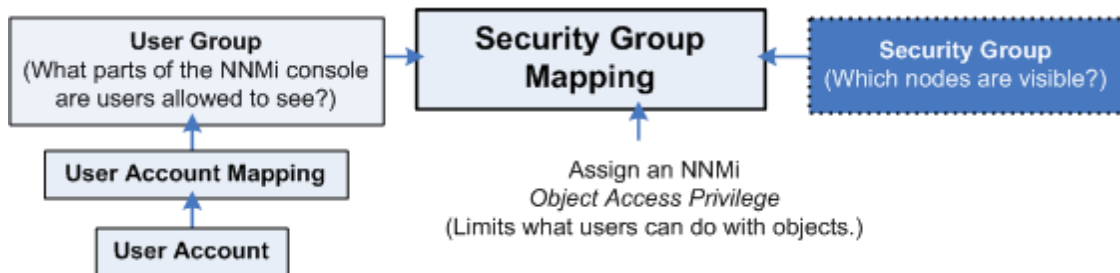 User Group
(What parts of the NNMi console
are users allowed to see?)
User Account Mapping
User Account
Security Group
Mapping
Assign an NNMi
Object Access Privilege
(Limits what users can do with objects.)
Security Group
(Which nodes are visible?)